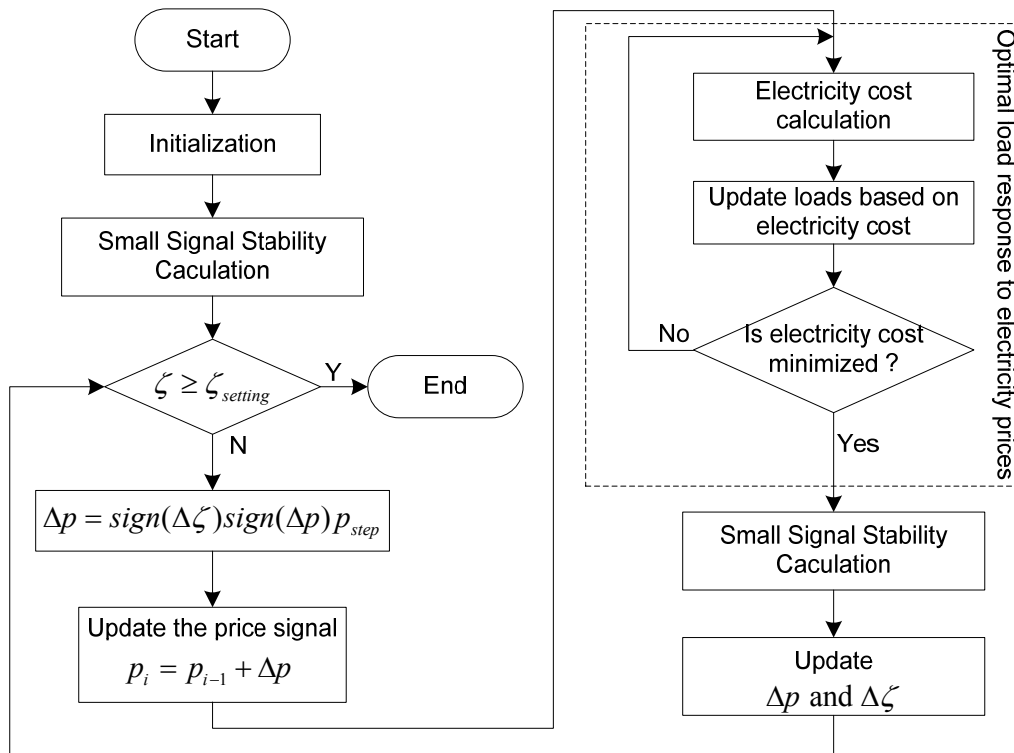 Start
Initialization
Small Signal Stability
Caculation
ζ ≥ ζ_setting
Y
End
N
Δp = sign(Δζ)sign(Δp)p_step
Update the price signal
p_i = p_{i−1} + Δp
Optimal load response to electricity prices
Electricity cost
calculation
Update loads based on
electricity cost
Is electricity cost
minimized ?
No
Yes
Small Signal Stability
Caculation
Update
Δp and Δζ